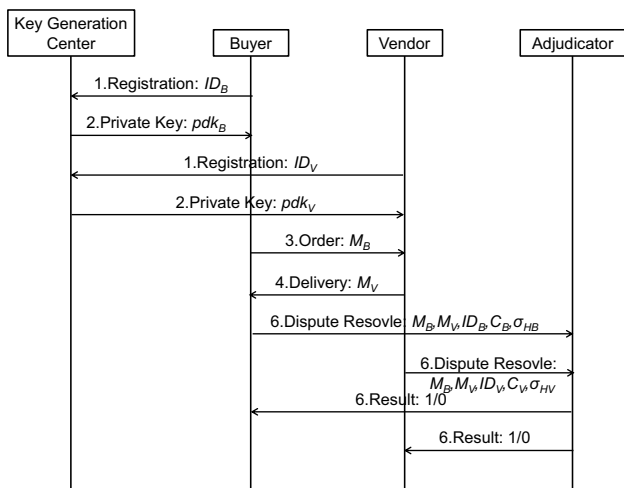 Key Generation
Center
Buyer
Vendor
Adjudicator
1.Registration: ID_B
2.Private Key: pdk_B
1.Registration: ID_V
2.Private Key: pdk_V
3.Order: M_B
4.Delivery: M_V
6.Dispute Resovle: M_B,M_V,ID_B,C_B,σ_HB
6.Dispute Resovle:
M_B,M_V,ID_V,C_V,σ_HV
6.Result: 1/0
6.Result: 1/0